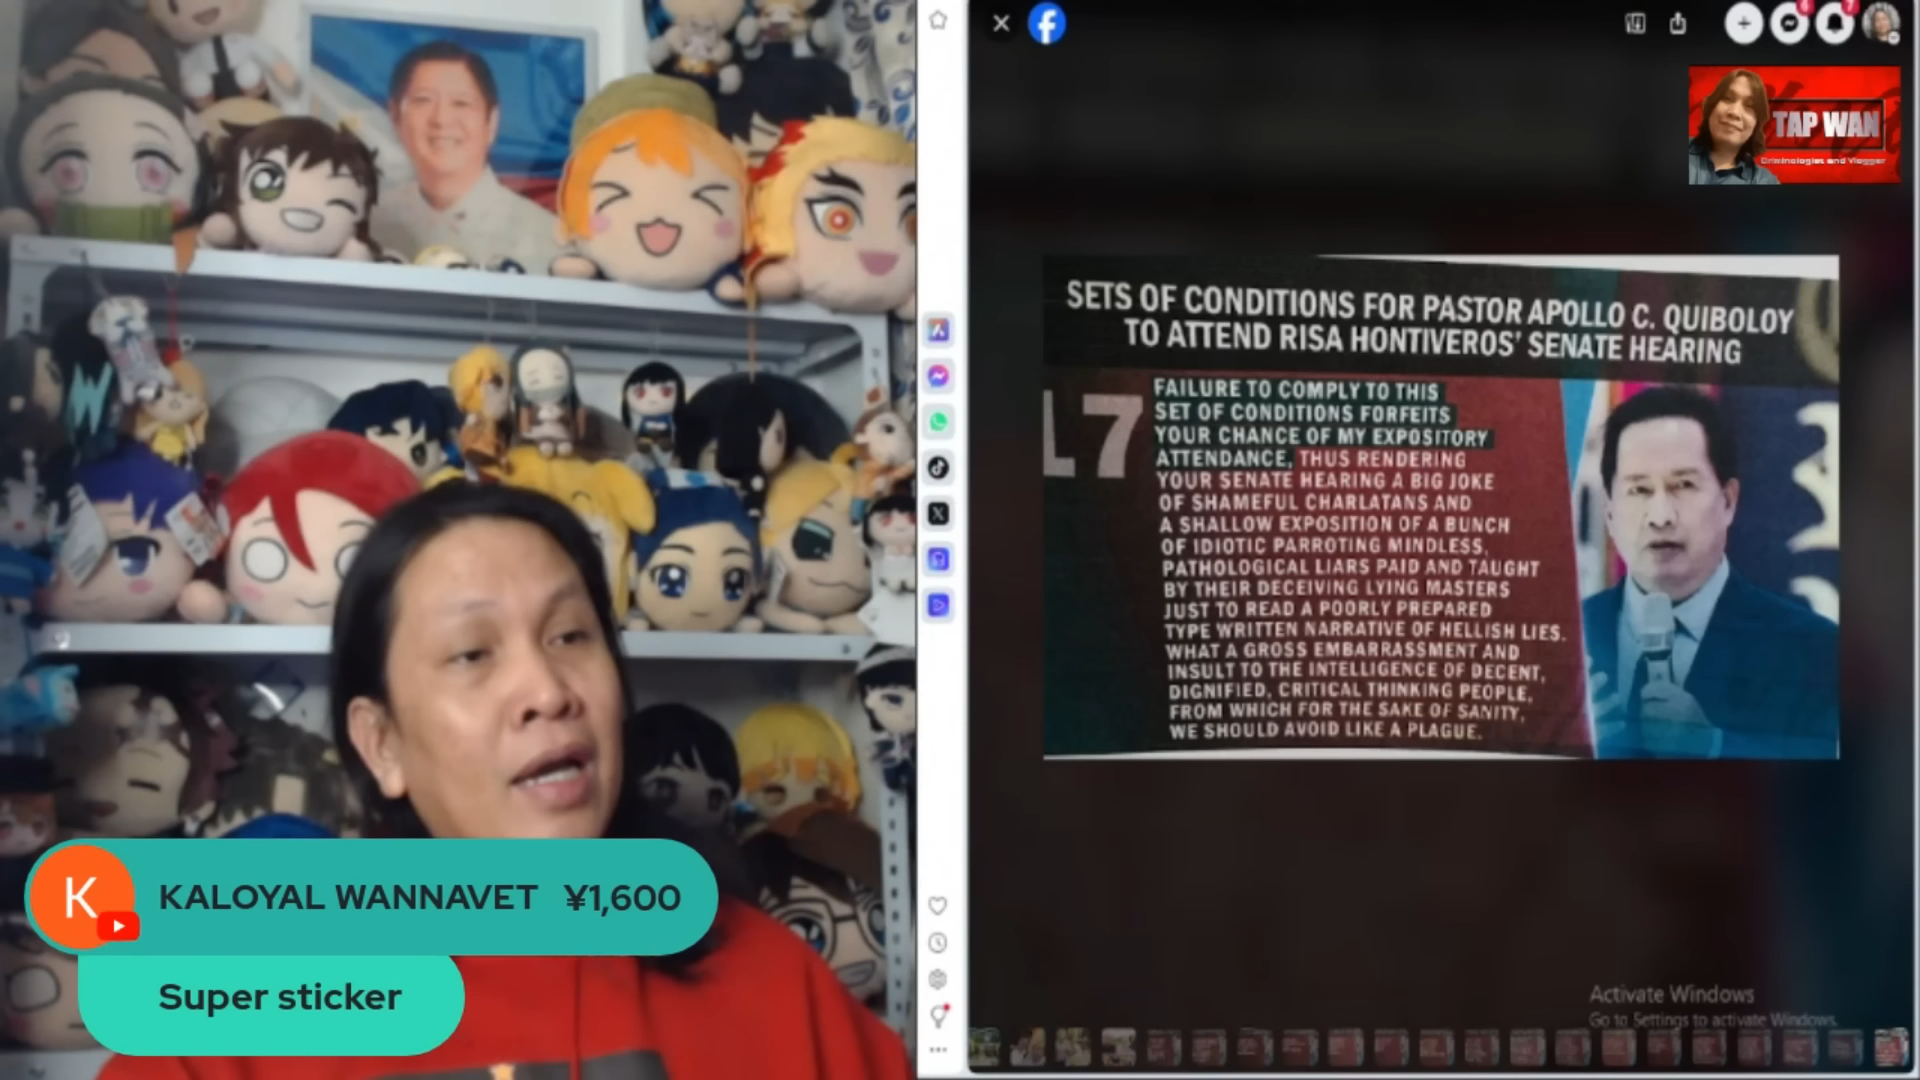 TAP WAN
Criminologist and Vlogger
SETS OF CONDITIONS FOR PASTOR APOLLO C. QUIBOLOY
TO ATTEND RISA HONTIVEROS' SENATE HEARING
17
FAILURE TO COMPLY TO THIS
SET OF CONDITIONS FORFEITS
YOUR CHANCE OF MY EXPOSITORY
ATTENDANCE, THUS RENDERING
YOUR SENATE HEARING A BIG JOKE
OF SHAMEFUL CHARLATANS AND
A SHALLOW EXPOSITION OF A BUNCH
OF IDIOTIC PARROTING MINDLESS,
PATHOLOGICAL LIARS PAID AND TAUGHT
BY THEIR DECEIVING LYING MASTERS
JUST TO READ A POORLY PREPARED
TYPE WRITTEN NARRATIVE OF HELLISH LIES.
WHAT A GROSS EMBARRASSMENT AND
INSULT TO THE INTELLIGENCE OF DECENT,
DIGNIFIED, CRITICAL THINKING PEOPLE,
FROM WHICH FOR THE SAKE OF SANITY,
WE SHOULD AVOID LIKE A PLAGUE.
K KALOYAL WANNAVET ¥1,600
Super sticker
Activate Windows
Go to Settings to activate Windows.